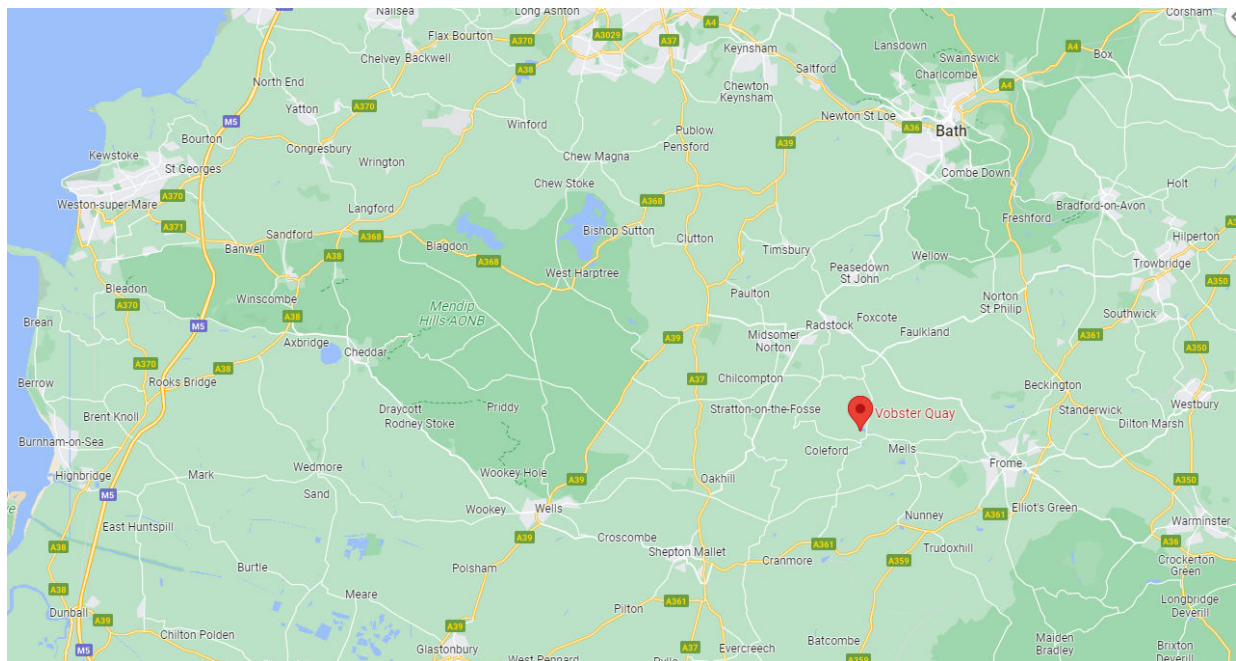 Nailsea
Long Ashton
A4
Corsham
A370
A3029
A37
Lansdown
Swainswick
A4
Box
Flax Bourton
A370
Keynsham
Charlcombe
Chelvey
Backwell
A38
Saltford
A4
North End
Chewton
Keynsham
Yatton
A370
Newton St Loe
A36
Bath
M5
Winford
Publow
Bourton
Pensford
A39
Kewstoke
Congresbury
Wrington
Chew Magna
Combe Down
Holt
St Georges
Chew Stoke
A370
A368
Bradford-on-Avon
Weston-super-Mare
Langford
Freshford
A371
Sandford
A368
Bishop Sutton
Clutton
Hilperton
Banwell
A38
Blagdon
A368
Timsbury
Wellow
Trowbridge
West Harptree
Peasedown
St John
A350
Bleadon
Winscombe
Paulton
Norton
St Philip
A370
Mendip
Hills AONB
Foxcote
Southwick
Brean
M5
A38
Radstock
Faulkland
A361
Axbridge
Cheddar
A39
Midsomer
Norton
A350
A370
A38
A37
Chilcompton
Berrow
Rooks Bridge
Beckington
Draycott
Priddy
Stratton-on-the-Fosse
Vobster Quay
Standerwick
Westbury
Brent Knoll
Rodney Stoke
Dilton Marsh
Burnham-on-Sea
Coleford
Mells
Highbridge
Mark
Wedmore
Wookey Hole
A39
Oakhill
Frome
A350
M5
Sand
Wookey
Wells
Elliot's Green
East Huntspill
Nunney
A361
Warminster
A39
Croscombe
A361
A36
A38
Shepton Mallet
Cranmore
Trudoxhill
Burtle
Polsham
A359
Crockerton
Green
A38
Meare
Dunball
A39
Pilton
A361
Longbridge
Deverill
A39
Chilton Polden
Batcombe
Maiden
Bradley
M5
Glastonbury
A37
Evercreech
Brixton
Deverill
West Pennard
A359